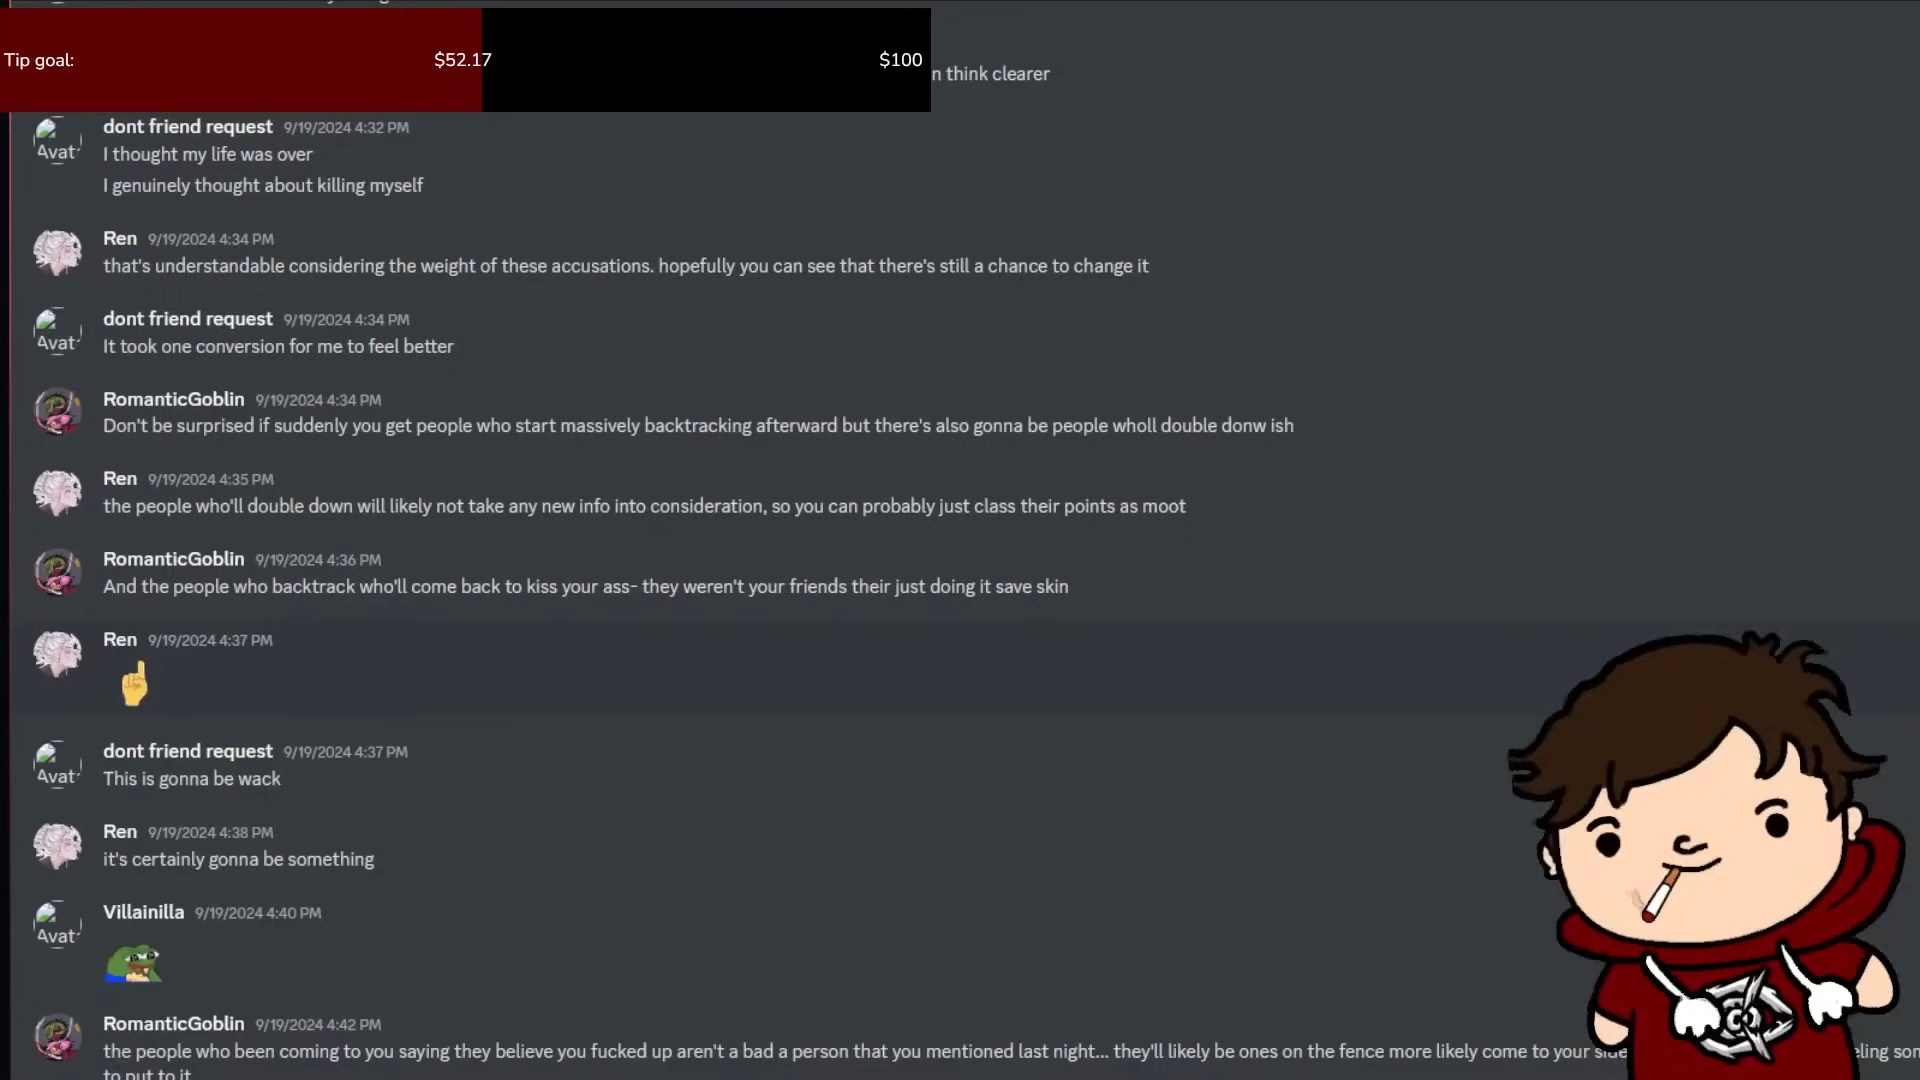 Tip goal: $52.17 $100
n think clearer
dont friend request 9/19/2024 4:32 PM
Avat
I thought my life was over
I genuinely thought about killing myself
Ren 9/19/2024 4:34 PM
that's understandable considering the weight of these accusations. hopefully you can see that there's still a chance to change it
dont friend request 9/19/2024 4:34 PM
Avat
It took one conversion for me to feel better
RomanticGoblin 9/19/2024 4:34 PM
Don't be surprised if suddenly you get people who start massively backtracking afterward but there's also gonna be people wholl double donw ish
Ren 9/19/2024 4:35 PM
the people who'll double down will likely not take any new info into consideration, so you can probably just class their points as moot
RomanticGoblin 9/19/2024 4:36 PM
And the people who backtrack who'll come back to kiss your ass- they weren't your friends their just doing it save skin
Ren 9/19/2024 4:37 PM
dont friend request 9/19/2024 4:37 PM
Avat
This is gonna be wack
Ren 9/19/2024 4:38 PM
it's certainly gonna be something
Villainilla 9/19/2024 4:40 PM
Avat
RomanticGoblin 9/19/2024 4:42 PM
the people who been coming to you saying they believe you fucked up aren't a bad a person that you mentioned last night... they'll likely be ones on the fence more likely come to your side
to put to it